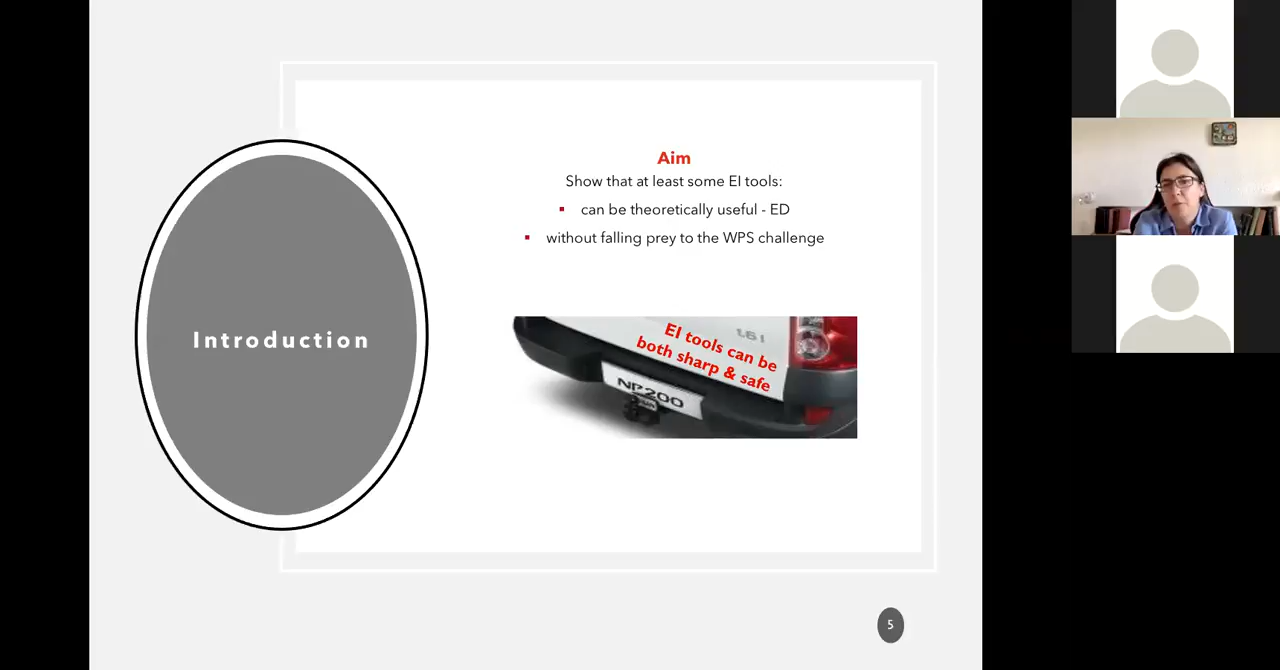 Introduction
Aim
Show that at least some EI tools:
▪ can be theoretically useful - ED
▪ without falling prey to the WPS challenge
1.6 i
EI tools can be
both sharp & safe
NP200
5